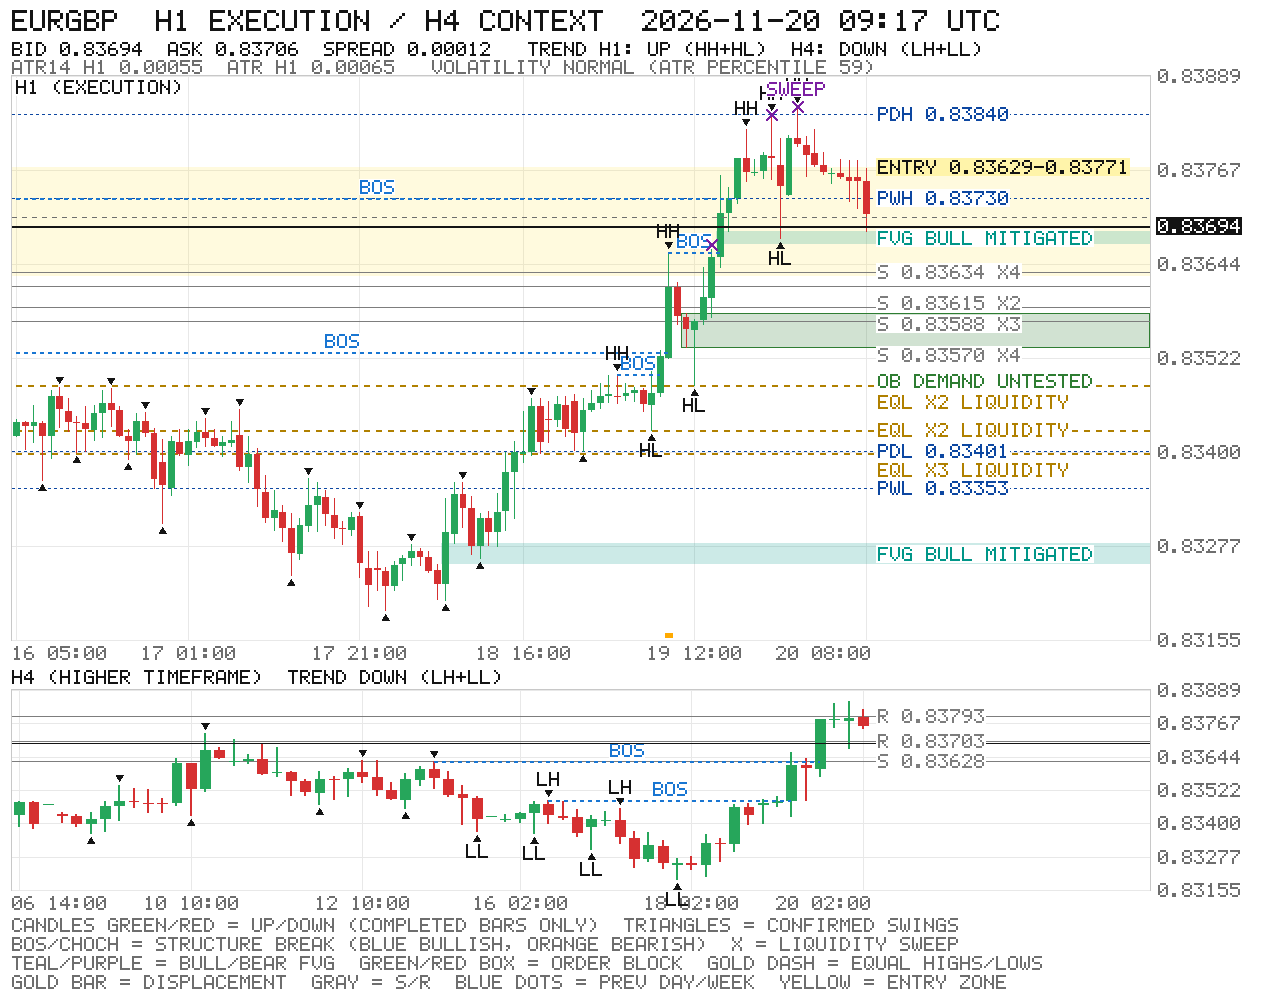 EURGBP  H1 EXECUTION / H4 CONTEXT  2026-11-20 09:17 UTC
BID 0.83694  ASK 0.83706  SPREAD 0.00012   TREND H1: UP (HH+HL)  H4: DOWN (LH+LL)
ATR14 H1 0.00055  ATR H1 0.00065   VOLATILITY NORMAL (ATR PERCENTILE 59)
H1 (EXECUTION)
0.83889
SWEEP
HH
PDH 0.83840
ENTRY 0.83629-0.83771
0.83767
BOS
PWH 0.83730
0.83694
HH
BOS
FVG BULL MITIGATED
HL
0.83644
S 0.83634 X4
S 0.83615 X2
S 0.83588 X3
BOS
HH
BOS
S 0.83570 X4
0.83522
OB DEMAND UNTESTED
HL
EQL X2 LIQUIDITY
EQL X2 LIQUIDITY
HL
PDL 0.83401
0.83400
EQL X3 LIQUIDITY
PWL 0.83353
FVG BULL MITIGATED
0.83277
0.83155
16 05:00  17 01:00  17 21:00  18 16:00  19 12:00  20 08:00
H4 (HIGHER TIMEFRAME)  TREND DOWN (LH+LL)
0.83889
R 0.83793
0.83767
R 0.83703
BOS
0.83644
S 0.83628
LH
LH
BOS
0.83522
0.83400
LL
LL
LL
0.83277
LL
0.83155
06 14:00  10 10:00  12 10:00  16 02:00  18 02:00  20 02:00
CANDLES GREEN/RED = UP/DOWN (COMPLETED BARS ONLY)  TRIANGLES = CONFIRMED SWINGS
BOS/CHOCH = STRUCTURE BREAK (BLUE BULLISH, ORANGE BEARISH)  X = LIQUIDITY SWEEP
TEAL/PURPLE = BULL/BEAR FVG  GREEN/RED BOX = ORDER BLOCK  GOLD DASH = EQUAL HIGHS/LOWS
GOLD BAR = DISPLACEMENT  GRAY = S/R  BLUE DOTS = PREV DAY/WEEK  YELLOW = ENTRY ZONE